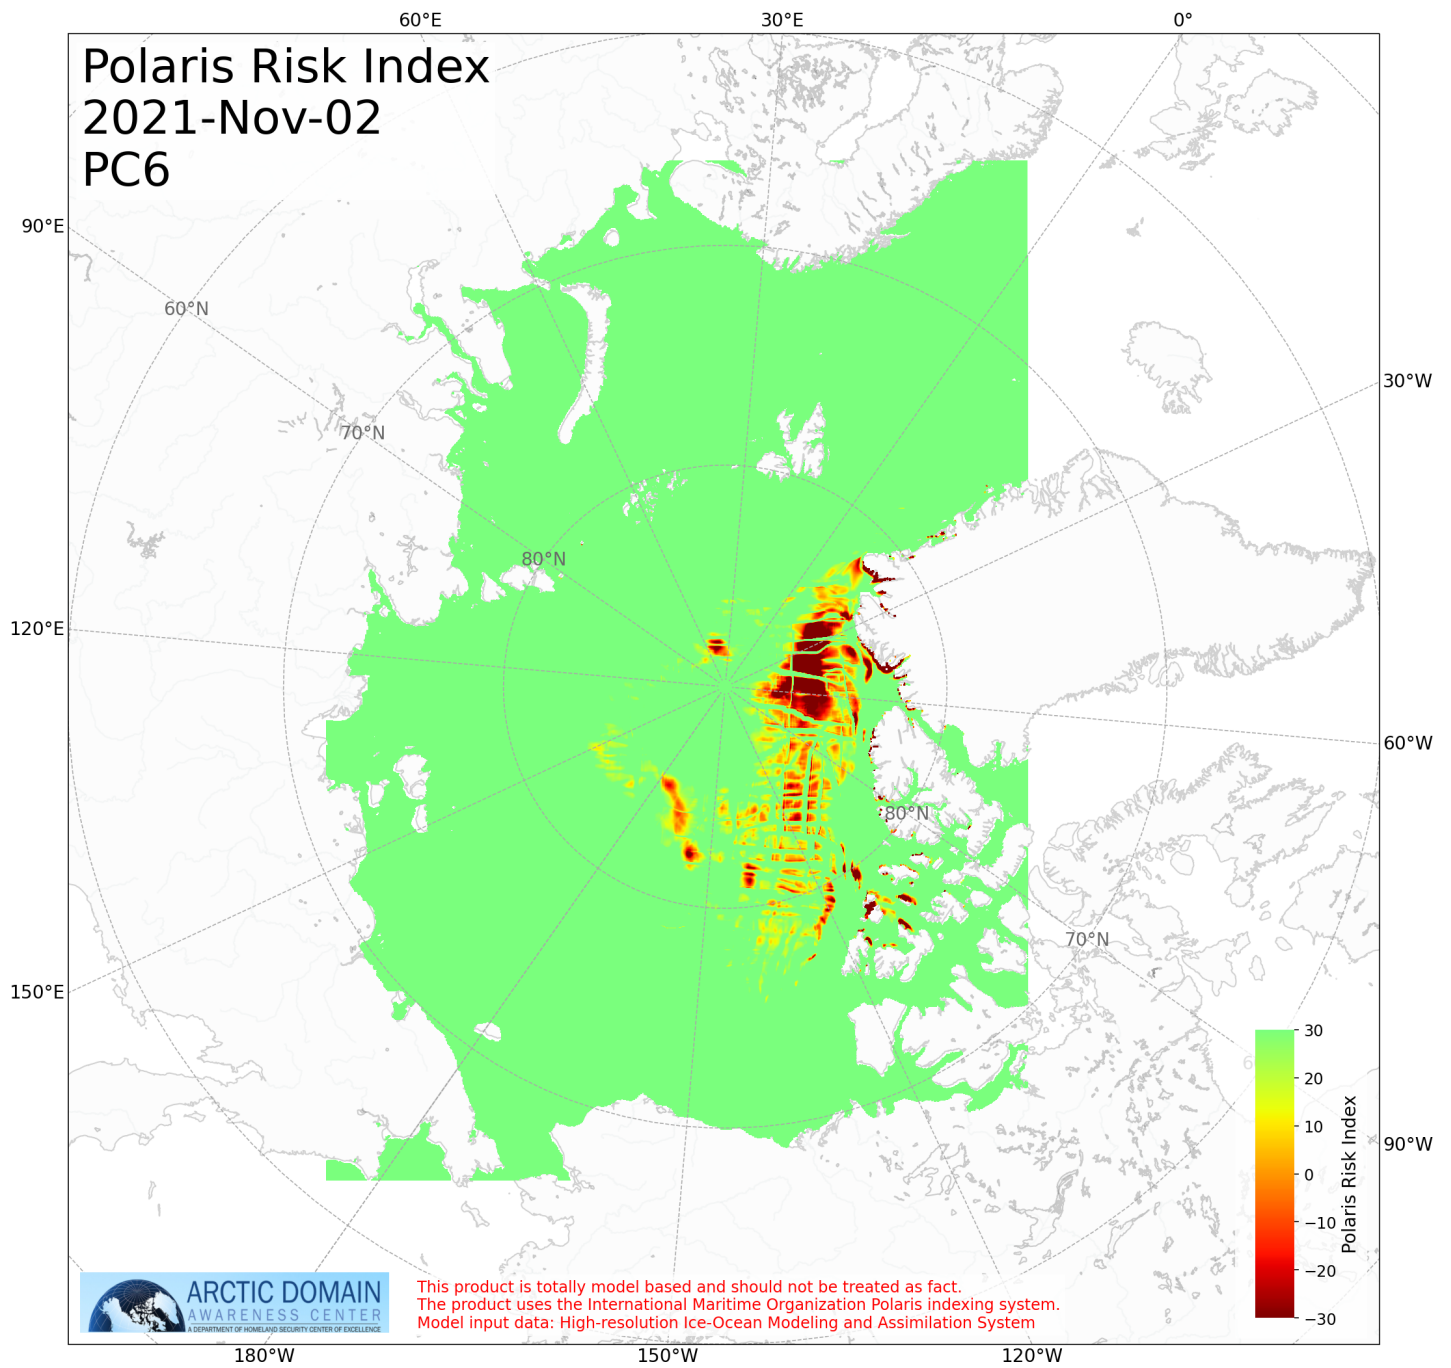 60°E
30°E
0°
Polaris Risk Index
2021-Nov-02
PC6
90°E
60°N
30°W
70°N
80°N
120°E
60°W
80°N
70°N
150°E
30
20
10
0
−10
−20
−30
Polaris Risk Index
90°W
ARCTIC DOMAIN
AWARENESS CENTER
A DEPARTMENT OF HOMELAND SECURITY CENTER OF EXCELLENCE
This product is totally model based and should not be treated as fact.
The product uses the International Maritime Organization Polaris indexing system.
Model input data: High-resolution Ice-Ocean Modeling and Assimilation System
180°W
150°W
120°W